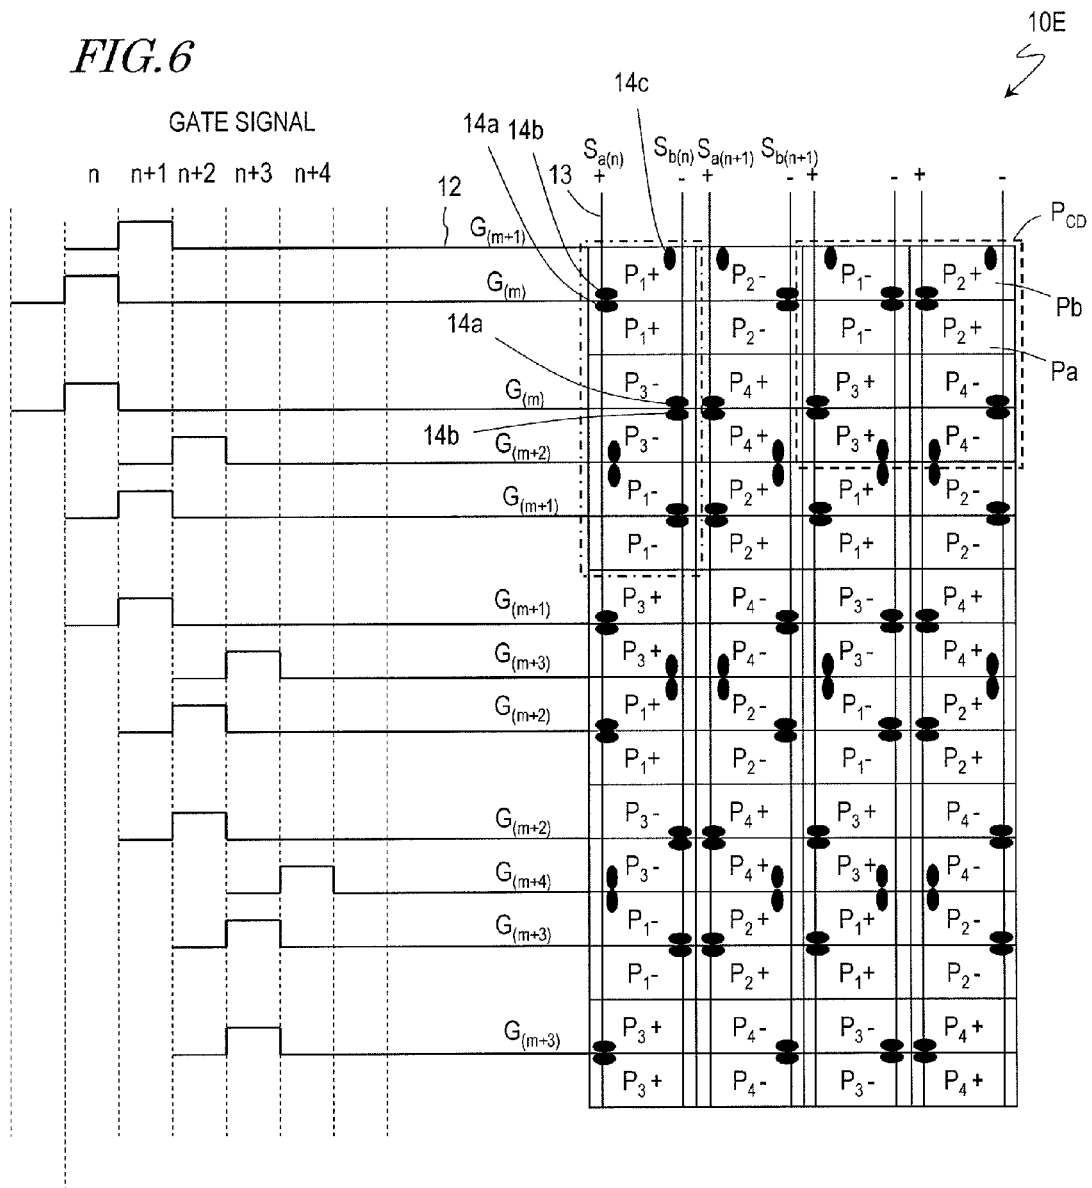 FIG.6
10E
14c
GATE SIGNAL
14a 14b
n n+1 n+2 n+3 n+4
12
13
Sa(n) Sb(n) Sa(n+1) Sb(n+1)
+ - + - + - + -
PCD
G(m+1)
P1+ P2- P1- P2+
G(m)
Pb
14a
P1+ P2- P1- P2+
Pa
P3- P4+ P3+ P4-
G(m)
14b
P3- P4+ P3+ P4-
G(m+2)
P1- P2+ P1+ P2-
G(m+1)
P1- P2+ P1+ P2-
P3+ P4- P3- P4+
G(m+1)
P3+ P4- P3- P4+
G(m+3)
P1+ P2- P1- P2+
G(m+2)
P1+ P2- P1- P2+
P3- P4+ P3+ P4-
G(m+2)
P3- P4+ P3+ P4-
G(m+4)
P1- P2+ P1+ P2-
G(m+3)
P1- P2+ P1+ P2-
P3+ P4- P3- P4+
G(m+3)
P3+ P4- P3- P4+